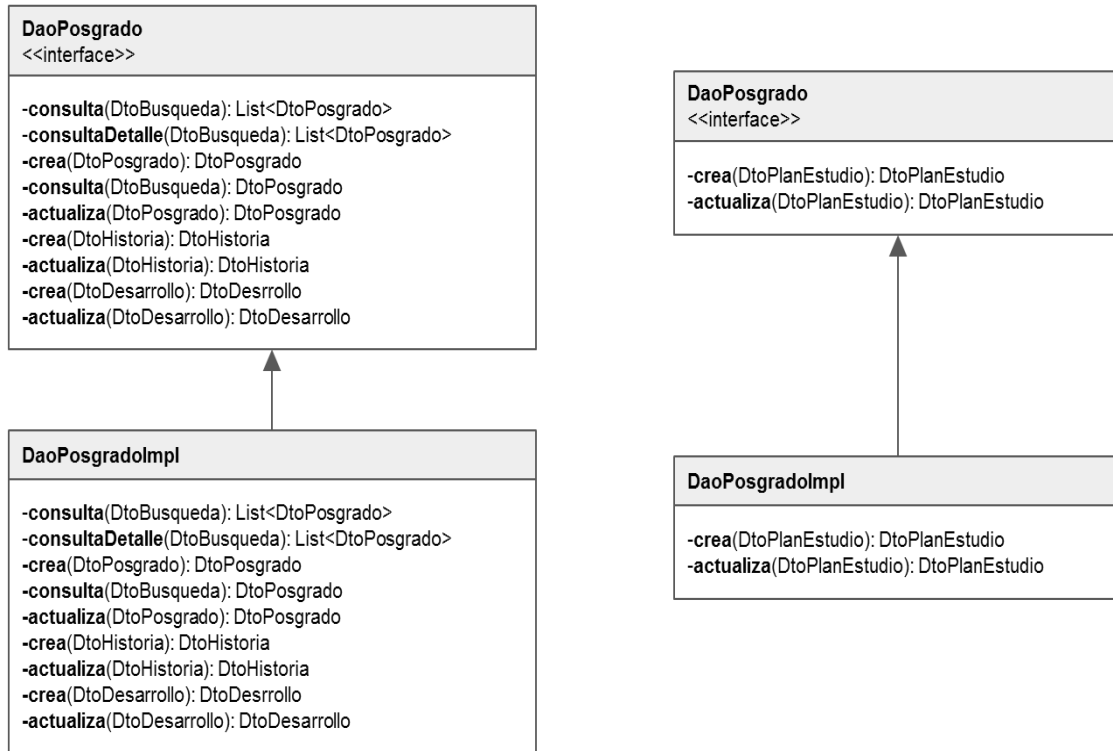 DaoPosgrado
<<interface>>
-consulta(DtoBusqueda): List<DtoPosgrado>
-consultaDetalle(DtoBusqueda): List<DtoPosgrado>
-crea(DtoPosgrado): DtoPosgrado
-consulta(DtoBusqueda): DtoPosgrado
-actualiza(DtoPosgrado): DtoPosgrado
-crea(DtoHistoria): DtoHistoria
-actualiza(DtoHistoria): DtoHistoria
-crea(DtoDesarrollo): DtoDesrrollo
-actualiza(DtoDesarrollo): DtoDesarrollo
DaoPosgradoImpl
-consulta(DtoBusqueda): List<DtoPosgrado>
-consultaDetalle(DtoBusqueda): List<DtoPosgrado>
-crea(DtoPosgrado): DtoPosgrado
-consulta(DtoBusqueda): DtoPosgrado
-actualiza(DtoPosgrado): DtoPosgrado
-crea(DtoHistoria): DtoHistoria
-actualiza(DtoHistoria): DtoHistoria
-crea(DtoDesarrollo): DtoDesrrollo
-actualiza(DtoDesarrollo): DtoDesarrollo
DaoPosgrado
<<interface>>
-crea(DtoPlanEstudio): DtoPlanEstudio
-actualiza(DtoPlanEstudio): DtoPlanEstudio
DaoPosgradoImpl
-crea(DtoPlanEstudio): DtoPlanEstudio
-actualiza(DtoPlanEstudio): DtoPlanEstudio